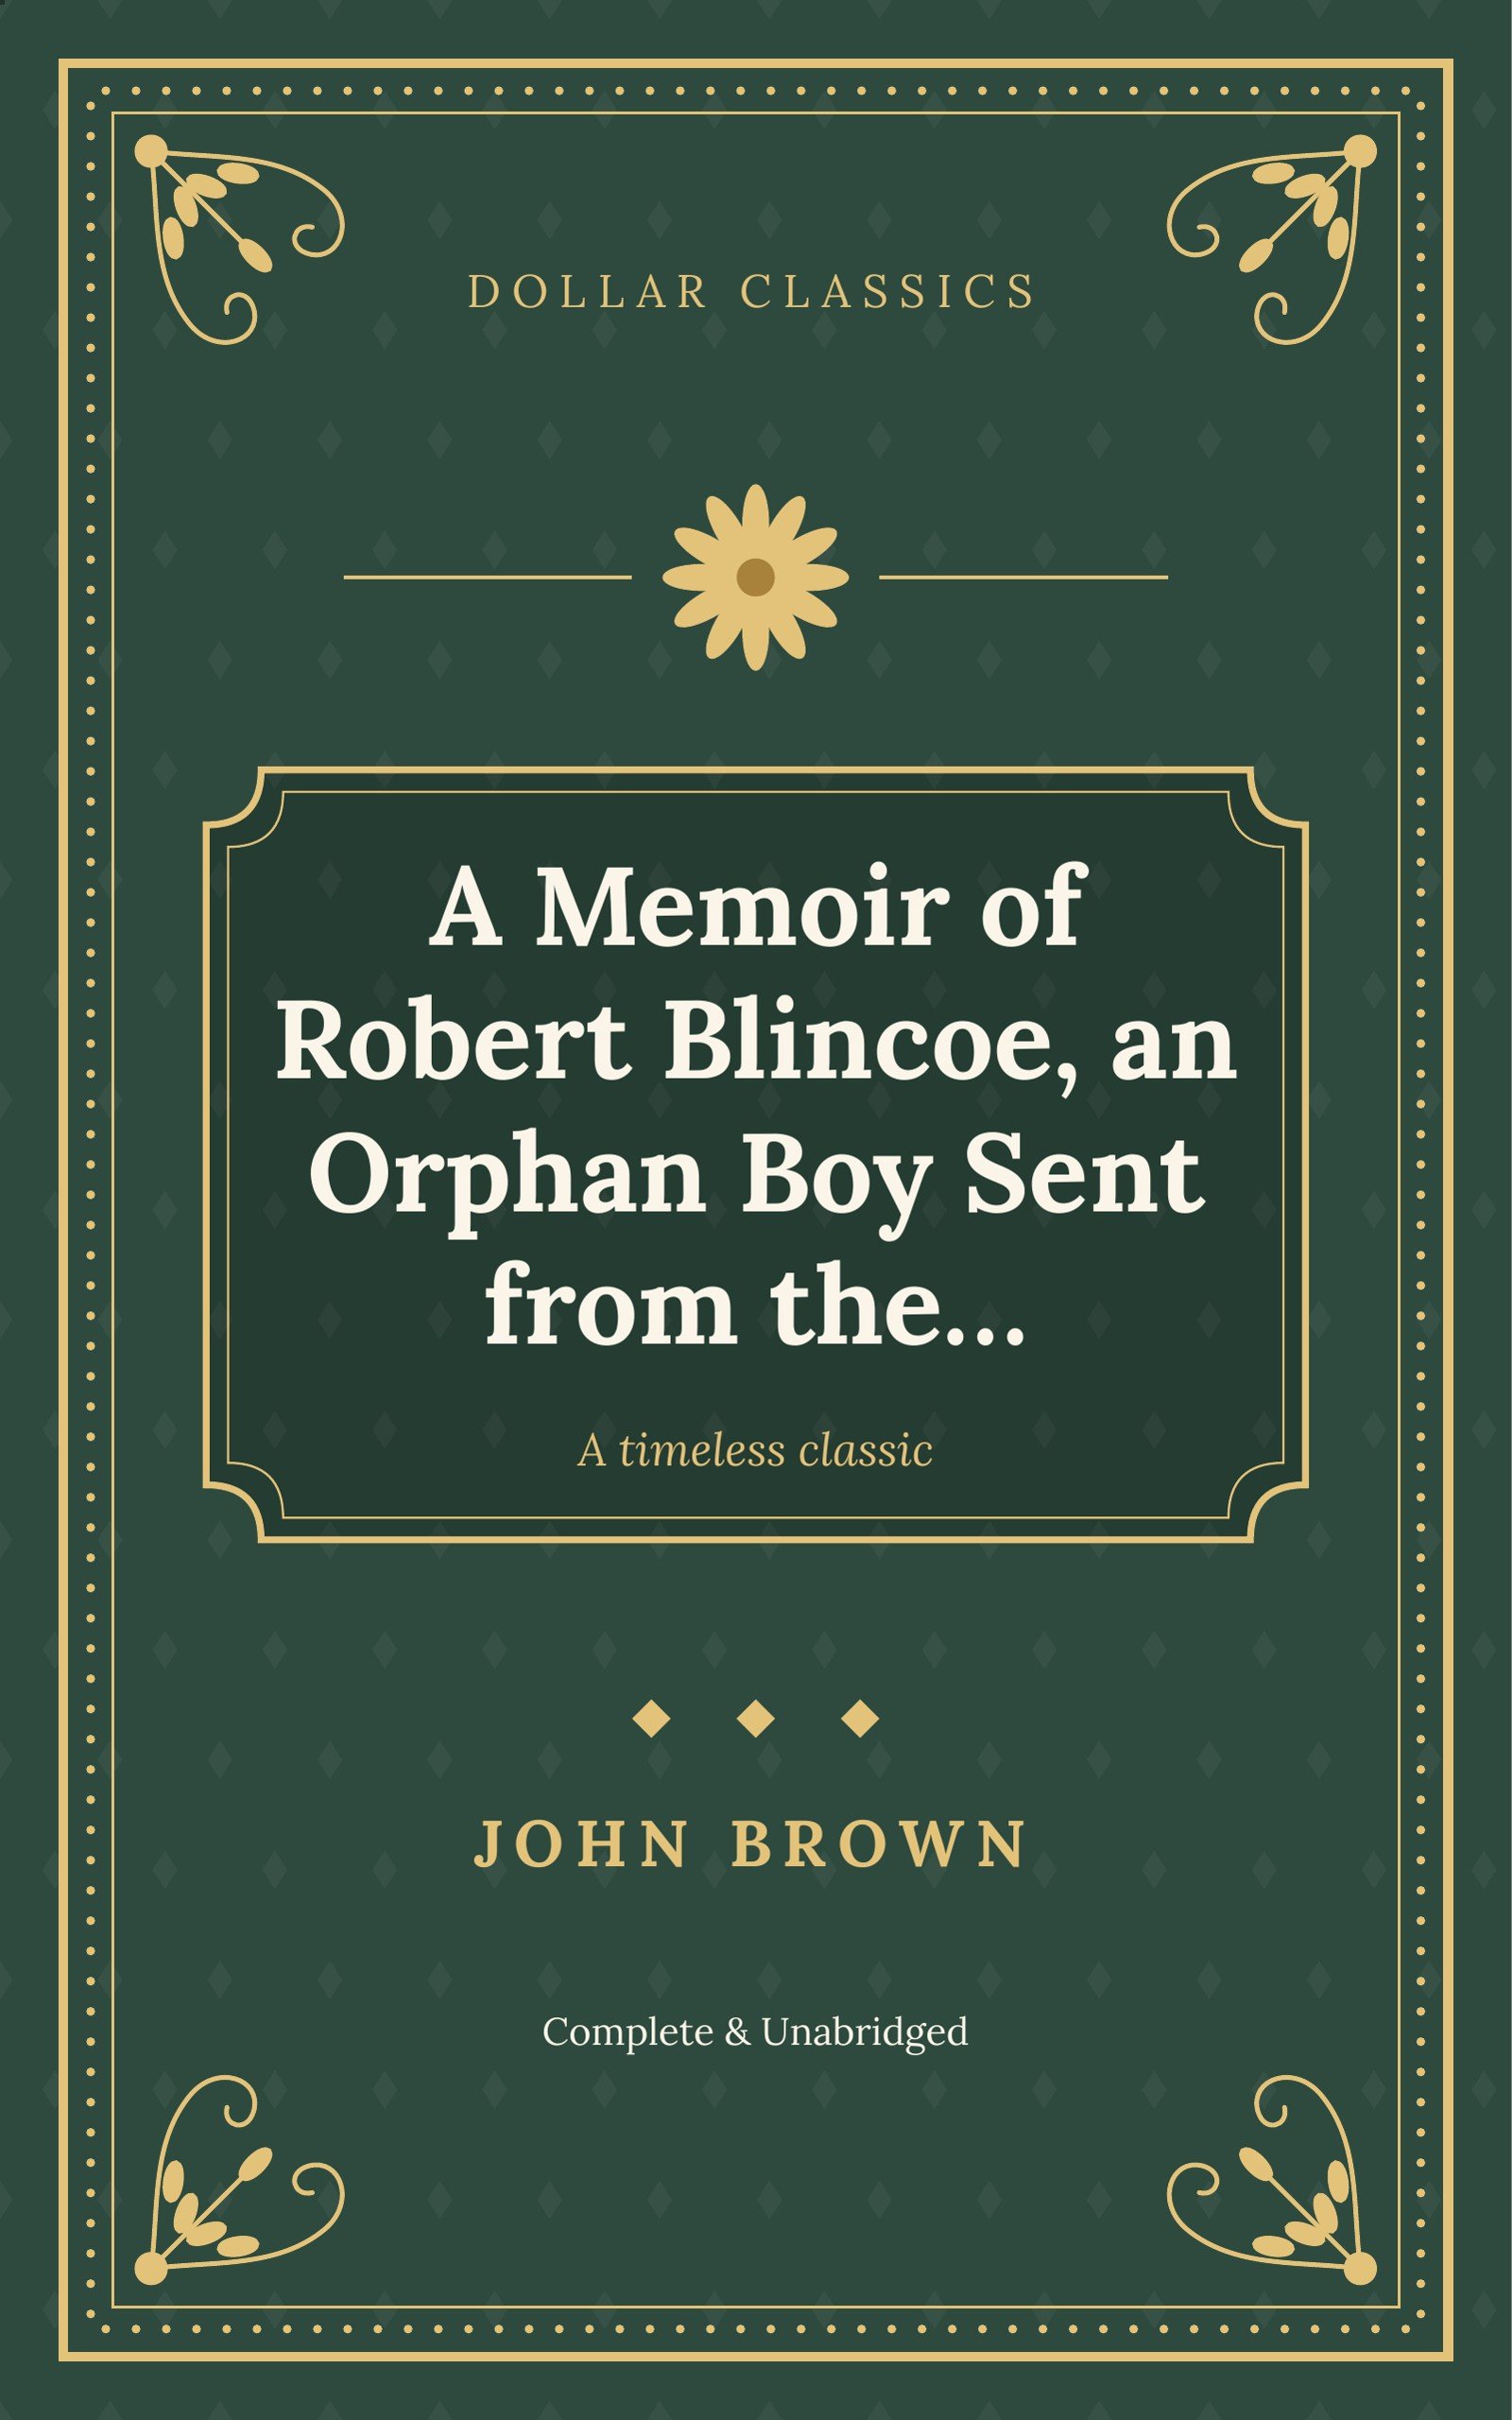 DOLLAR CLASSICS
A Memoir of
Robert Blincoe, an
Orphan Boy Sent
from the...
A timeless classic
JOHN BROWN
Complete & Unabridged